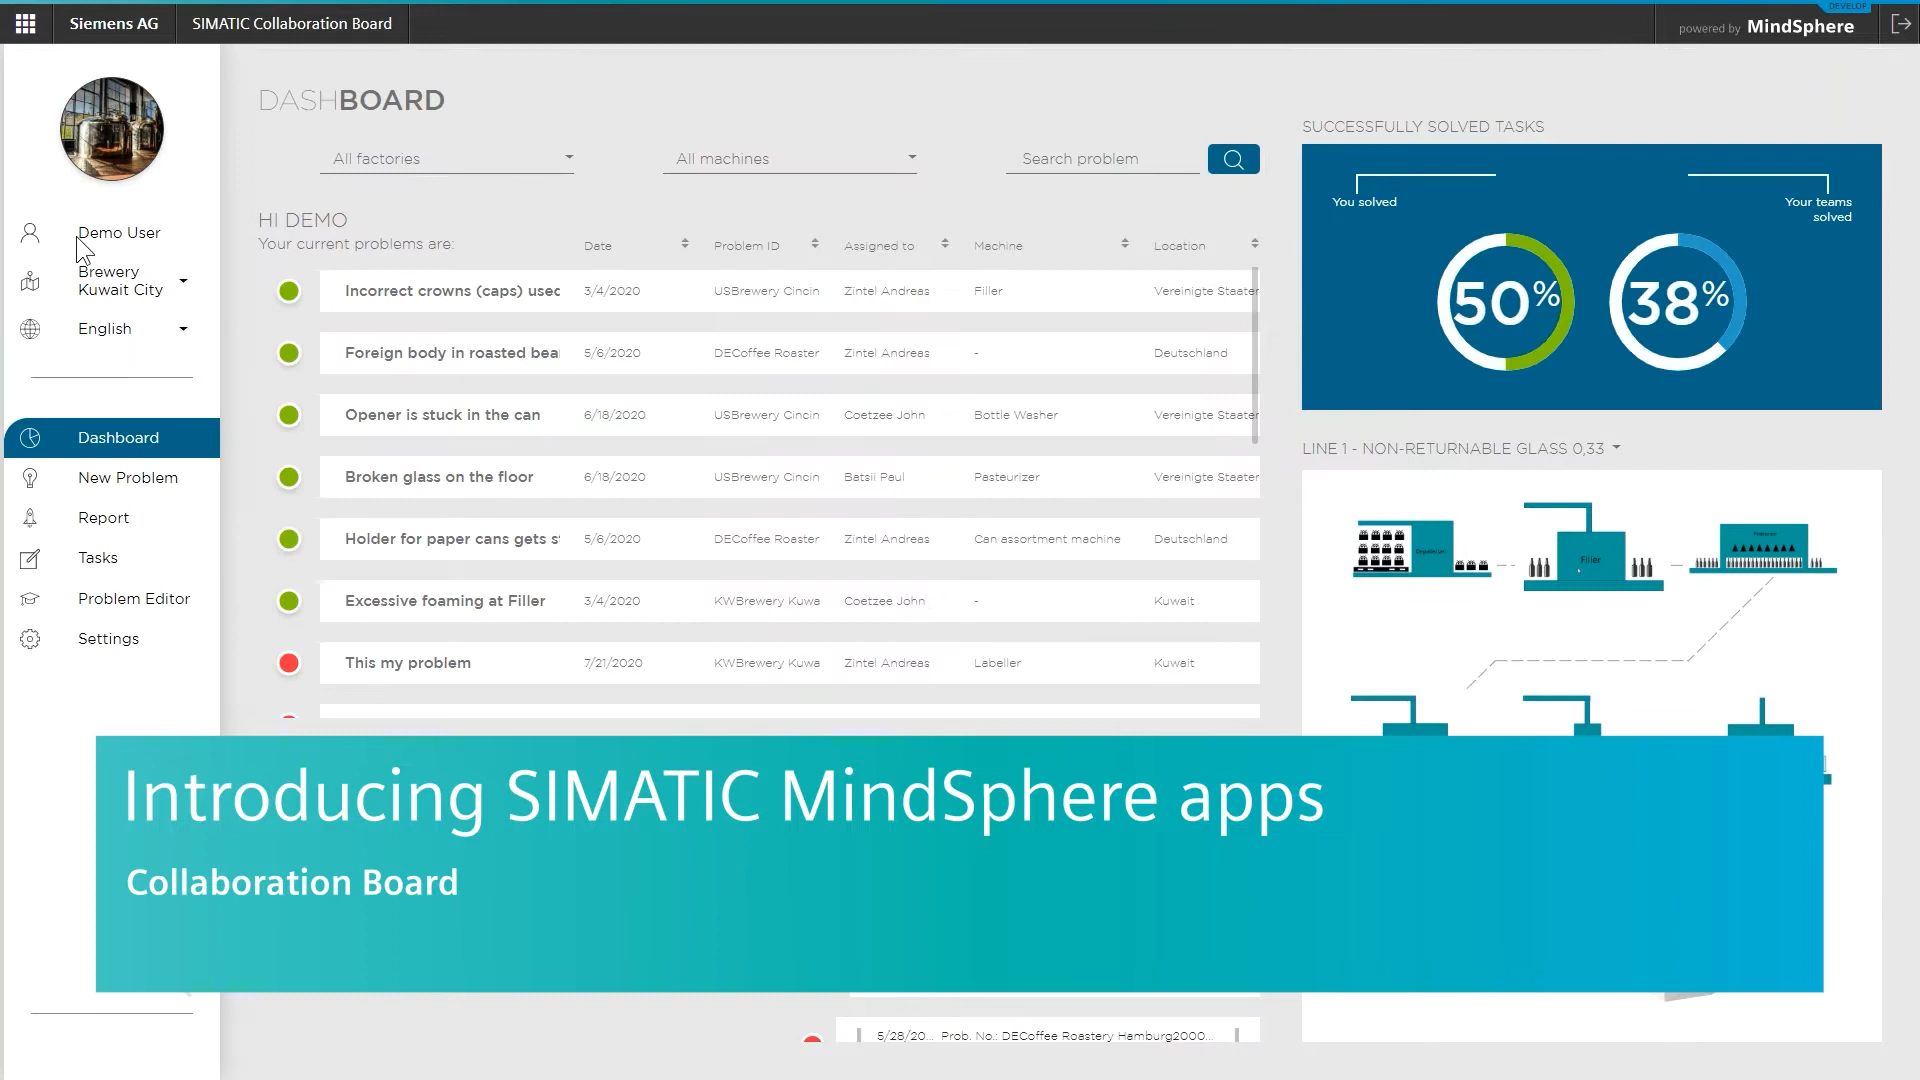 Siemens AG
SIMATIC Collaboration Board
DEVELOP
powered by MindSphere
Demo User
Brewery
Kuwait City
English
Dashboard
New Problem
Report
Tasks
Problem Editor
Settings
DASHBOARD
All factories
All machines
Search problem
HI DEMO
Your current problems are:
Date
Problem ID
Assigned to
Machine
Location
Incorrect crowns (caps) used 3/4/2020 USBrewery Cincin Zintel Andreas Filler Vereinigte Staaten
Foreign body in roasted bea 5/6/2020 DECoffee Roaster Zintel Andreas - Deutschland
Opener is stuck in the can 6/18/2020 USBrewery Cincin Coetzee John Bottle Washer Vereinigte Staaten
Broken glass on the floor 6/18/2020 USBrewery Cincin Batsii Paul Pasteurizer Vereinigte Staaten
Holder for paper cans gets s 5/6/2020 DECoffee Roaster Zintel Andreas Can assortment machine Deutschland
Excessive foaming at Filler 3/4/2020 KWBrewery Kuwa Coetzee John - Kuwait
This my problem 7/21/2020 KWBrewery Kuwa Zintel Andreas Labeller Kuwait
SUCCESSFULLY SOLVED TASKS
You solved
Your teams
solved
50%
38%
LINE 1 - NON-RETURNABLE GLASS 0,33
Filler
Introducing SIMATIC MindSphere apps
Collaboration Board
5/28/20... Prob. No.: DECoffee Roastery Hamburg2000...